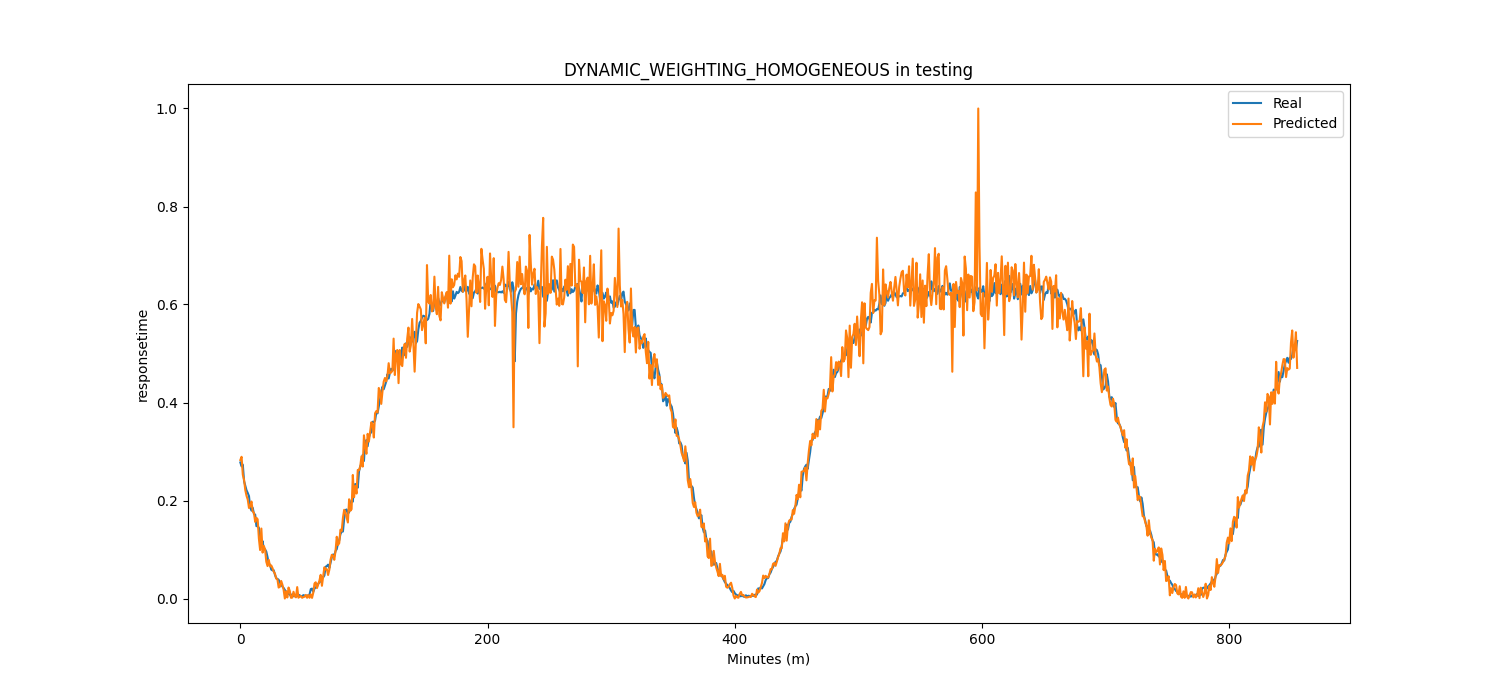 DYNAMIC_WEIGHTING_HOMOGENEOUS in testing
Real
Predicted
1.0
0.8
0.6
0.4
0.2
0.0
responsetime
0 200 400 600 800
Minutes (m)